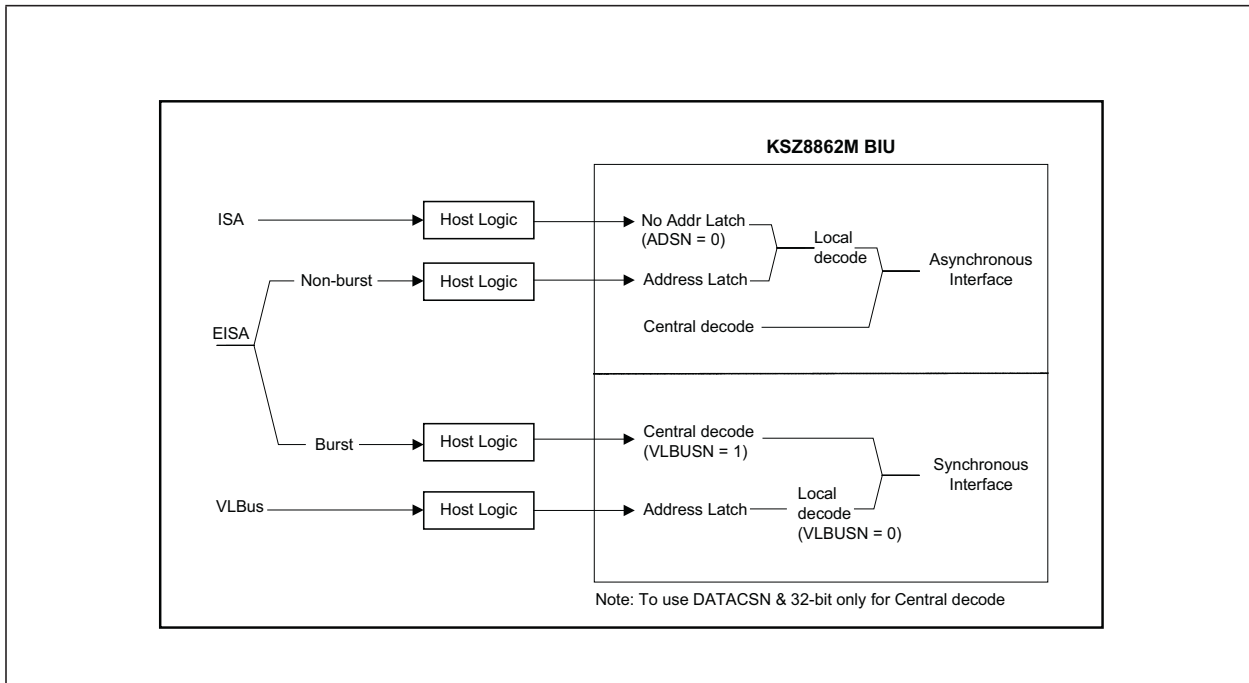 KSZ8862M BIU
ISA
Host Logic
No Addr Latch
(ADSN = 0)
Local
decode
Asynchronous
Interface
Non-burst
Host Logic
Address Latch
EISA
Central decode
Burst
Host Logic
Central decode
(VLBUSN = 1)
Synchronous
Interface
VLBus
Host Logic
Address Latch
Local
decode
(VLBUSN = 0)
Note: To use DATACSN & 32-bit only for Central decode